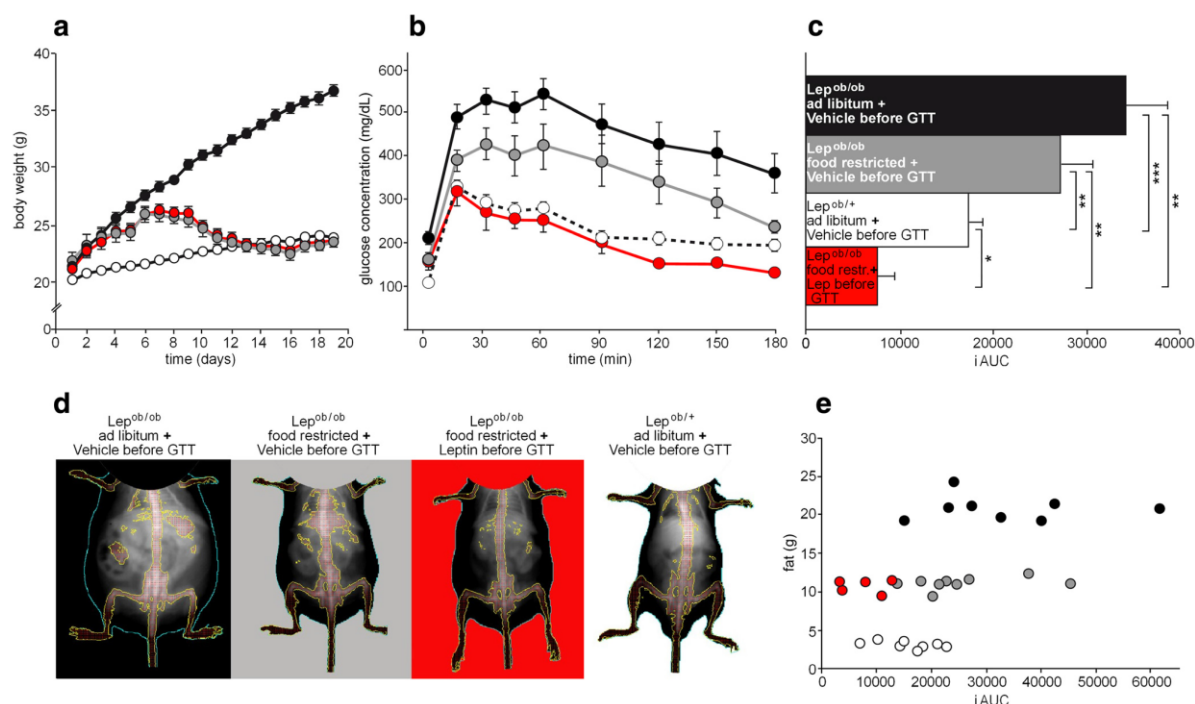 a
40
35
30
25
20
0
body weight (g)
0 2 4 6 8 10 12 14 16 18 20
time (days)
b
600
500
400
300
200
100
glucose concentration (mg/dL)
0 30 60 90 120 150 180
time (min)
c
Lep^ob/ob
ad libitum +
Vehicle before GTT
Lep^ob/ob
food restricted +
Vehicle before GTT
Lep^ob/+
ad libitum +
Vehicle before GTT
Lep^ob/ob
food restr.+
Lep before
GTT
*
**
**
***
**
0 10000 20000 30000 40000
iAUC
d
Lep^ob/ob
ad libitum +
Vehicle before GTT
Lep^ob/ob
food restricted +
Vehicle before GTT
Lep^ob/ob
food restricted +
Leptin before GTT
Lep^ob/+
ad libitum +
Vehicle before GTT
e
30
25
20
15
10
5
0
fat (g)
0 10000 20000 30000 40000 50000 60000
iAUC